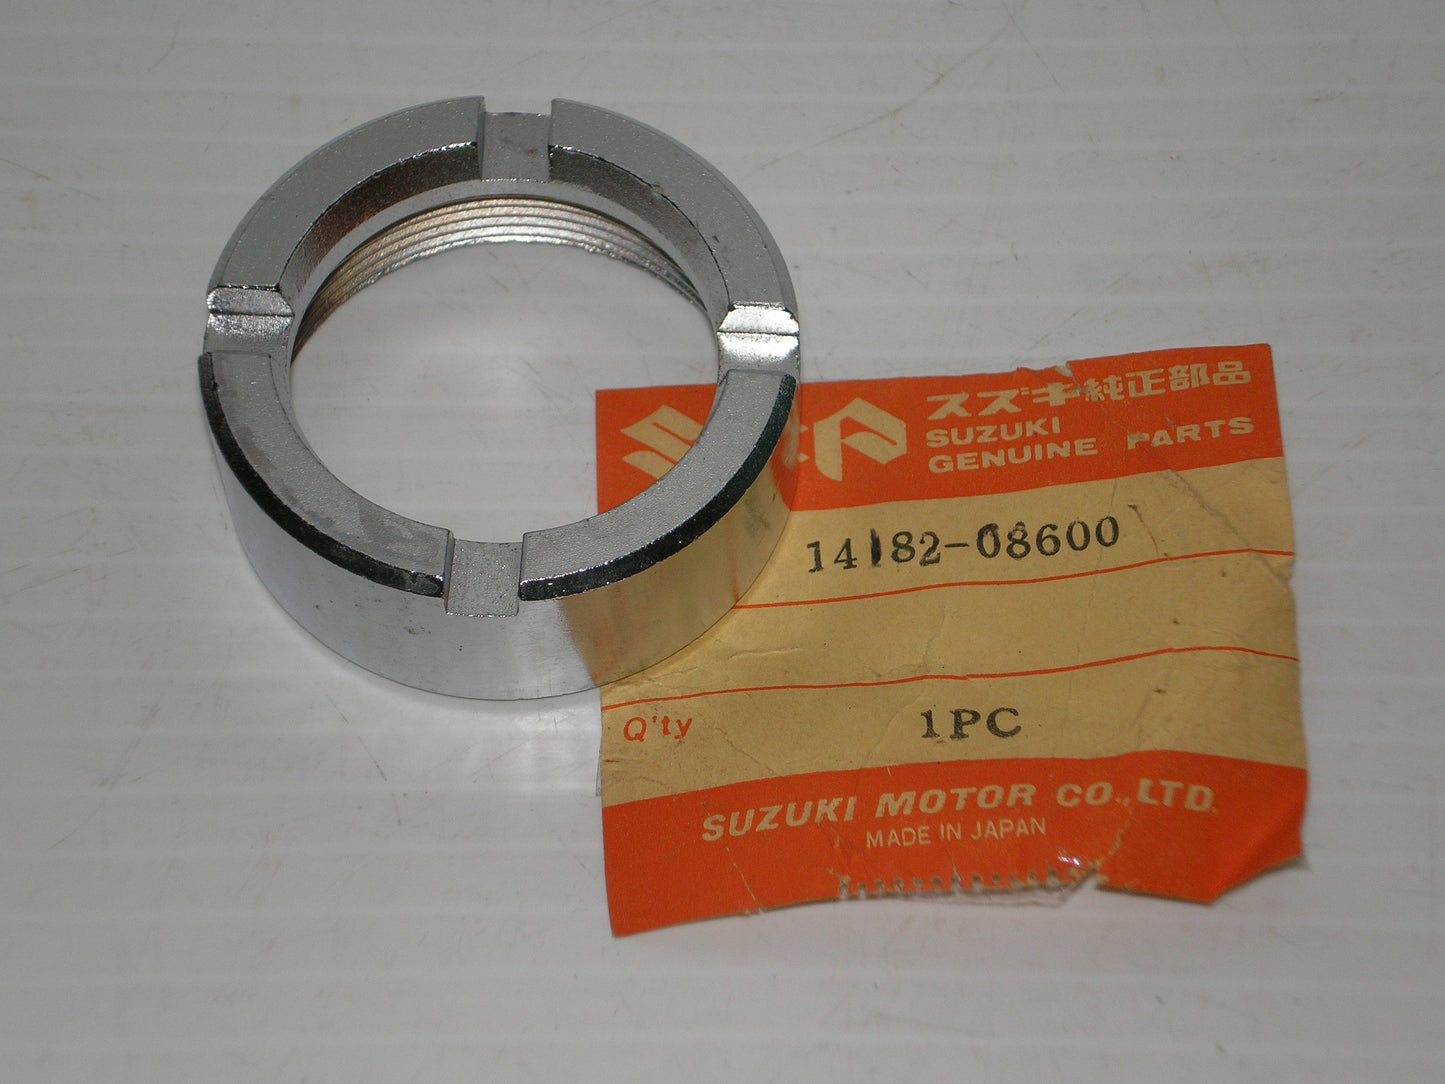 スズキ純正部品
SUZUKI
GENUINE PARTS
14182-08600
Q'ty 1PC
SUZUKI MOTOR CO., LTD.
MADE IN JAPAN